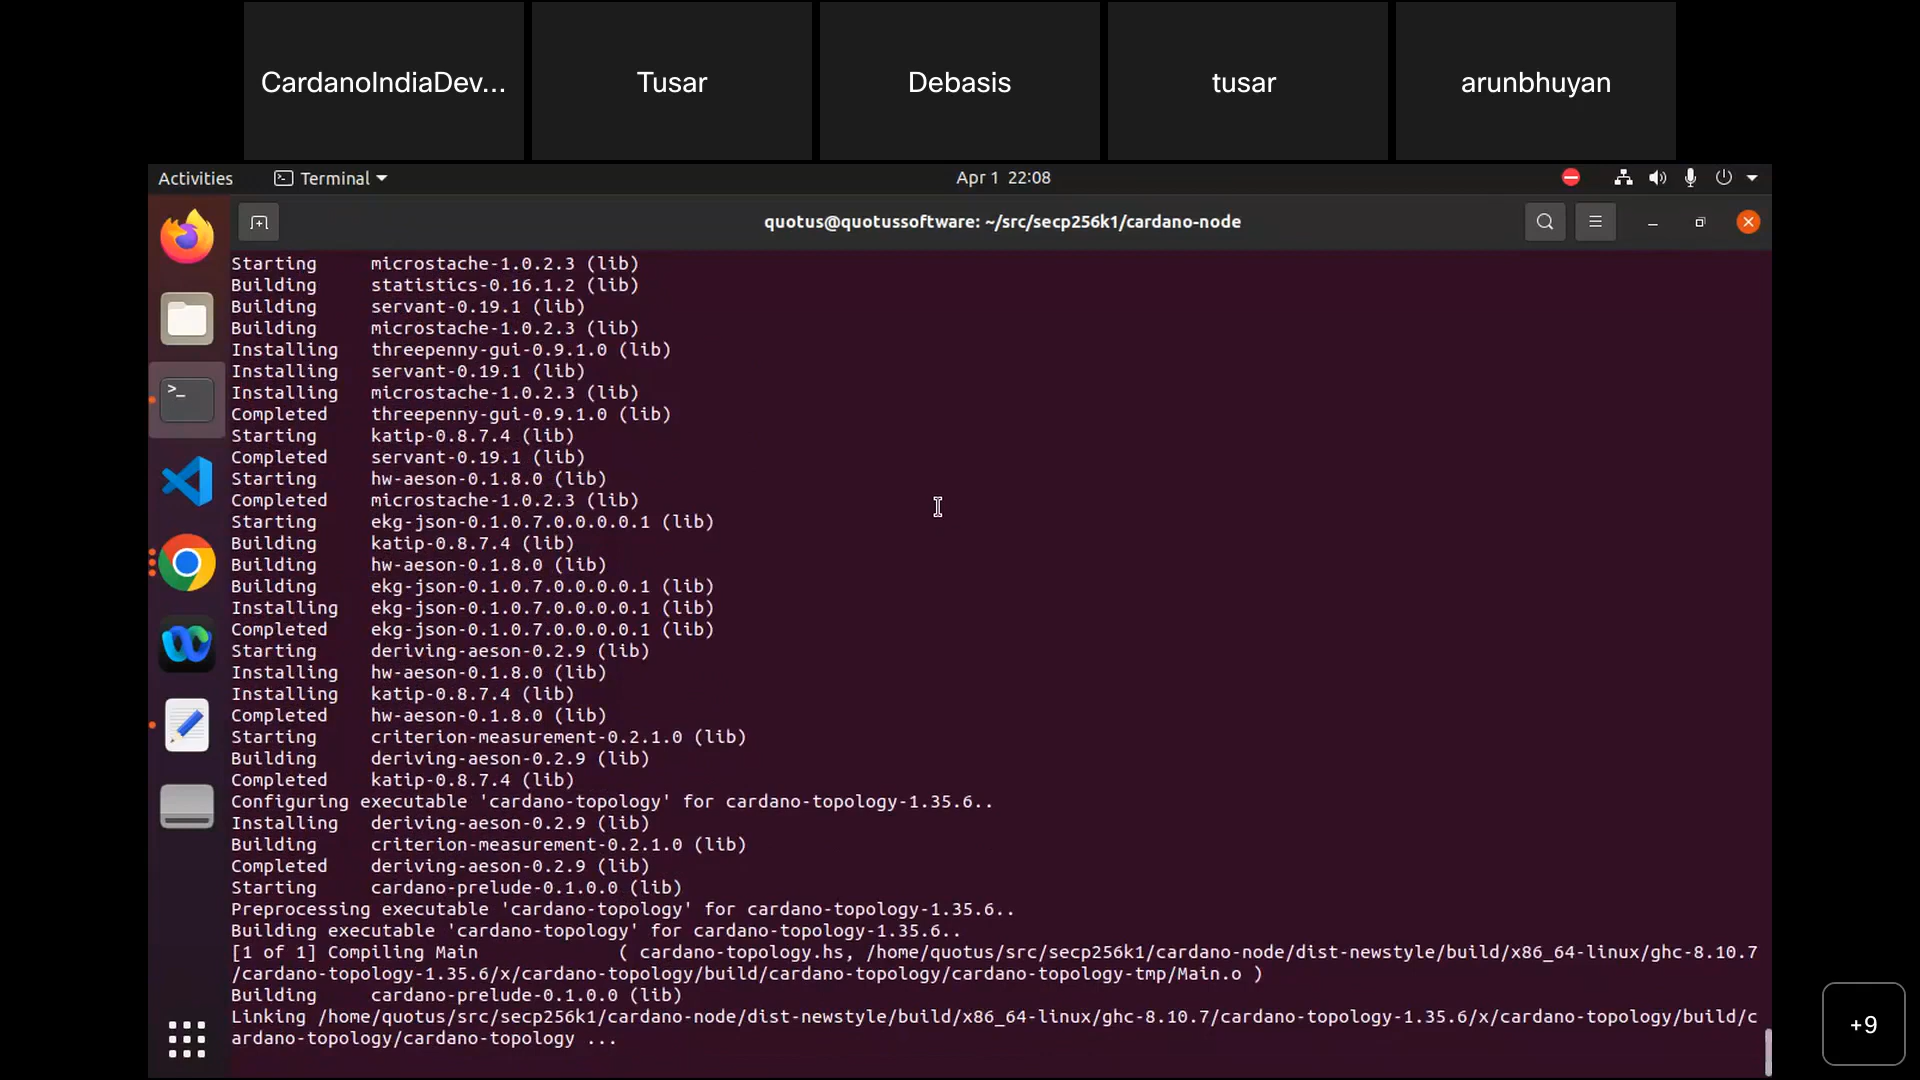 CardanoIndiaDev...
Tusar
Debasis
tusar
arunbhuyan
Activities
Terminal
Apr 1 22:08
quotus@quotussoftware: ~/src/secp256k1/cardano-node
Starting microstache-1.0.2.3 (lib)
Building statistics-0.16.1.2 (lib)
Building servant-0.19.1 (lib)
Building microstache-1.0.2.3 (lib)
Installing threepenny-gui-0.9.1.0 (lib)
Installing servant-0.19.1 (lib)
Installing microstache-1.0.2.3 (lib)
Completed threepenny-gui-0.9.1.0 (lib)
Starting katip-0.8.7.4 (lib)
Completed servant-0.19.1 (lib)
Starting hw-aeson-0.1.8.0 (lib)
Completed microstache-1.0.2.3 (lib)
Starting ekg-json-0.1.0.7.0.0.0.0.1 (lib)
Building katip-0.8.7.4 (lib)
Building hw-aeson-0.1.8.0 (lib)
Building ekg-json-0.1.0.7.0.0.0.0.1 (lib)
Installing ekg-json-0.1.0.7.0.0.0.0.1 (lib)
Completed ekg-json-0.1.0.7.0.0.0.0.1 (lib)
Starting deriving-aeson-0.2.9 (lib)
Installing hw-aeson-0.1.8.0 (lib)
Installing katip-0.8.7.4 (lib)
Completed hw-aeson-0.1.8.0 (lib)
Starting criterion-measurement-0.2.1.0 (lib)
Building deriving-aeson-0.2.9 (lib)
Completed katip-0.8.7.4 (lib)
Configuring executable 'cardano-topology' for cardano-topology-1.35.6..
Installing deriving-aeson-0.2.9 (lib)
Building criterion-measurement-0.2.1.0 (lib)
Completed deriving-aeson-0.2.9 (lib)
Starting cardano-prelude-0.1.0.0 (lib)
Preprocessing executable 'cardano-topology' for cardano-topology-1.35.6..
Building executable 'cardano-topology' for cardano-topology-1.35.6..
[1 of 1] Compiling Main ( cardano-topology.hs, /home/quotus/src/secp256k1/cardano-node/dist-newstyle/build/x86_64-linux/ghc-8.10.7
/cardano-topology-1.35.6/x/cardano-topology/build/cardano-topology/cardano-topology-tmp/Main.o )
Building cardano-prelude-0.1.0.0 (lib)
Linking /home/quotus/src/secp256k1/cardano-node/dist-newstyle/build/x86_64-linux/ghc-8.10.7/cardano-topology-1.35.6/x/cardano-topology/build/c
ardano-topology/cardano-topology ...
+9